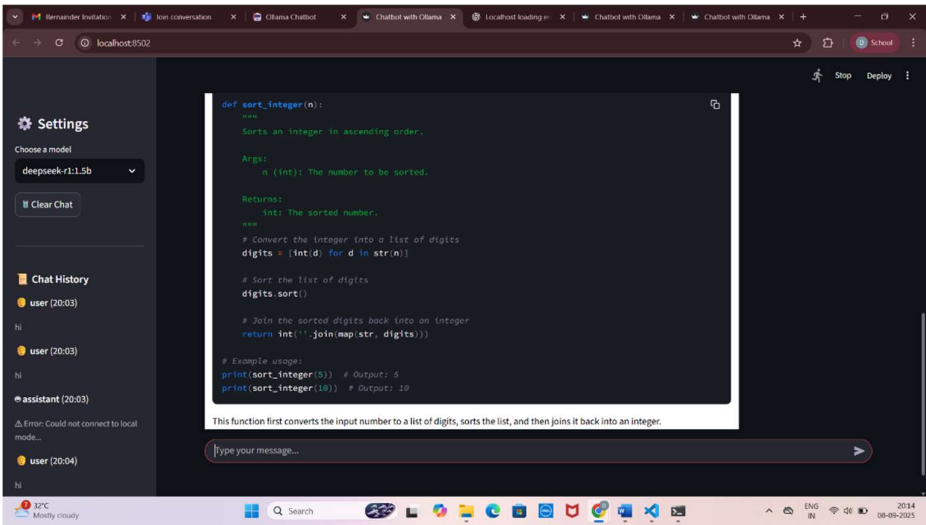 Remainder Invitation
Join conversation
Ollama Chatbot
Chatbot with Ollama
Localhost loading
Chatbot with Ollama
Chatbot with Ollama
localhost:8502
School
Stop
Deploy
Settings
Choose a model
deepseek-r1:1.5b
Clear Chat
Chat History
user (20:03)
hi
user (20:03)
hi
assistant (20:03)
Error: Could not connect to local
mode...
user (20:04)
hi
def sort_integer(n):
"""
Sorts an integer in ascending order.
Args:
n (int): The number to be sorted.
Returns:
int: The sorted number.
"""
# Convert the integer into a list of digits
digits = [int(d) for d in str(n)]
# Sort the list of digits
digits.sort()
# Join the sorted digits back into an integer
return int(''.join(map(str, digits)))
# Example usage:
print(sort_integer(5))  # Output: 5
print(sort_integer(10))  # Output: 10
This function first converts the input number to a list of digits, sorts the list, and then joins it back into an integer.
Type your message...
32°C
Mostly cloudy
Search
ENG
IN
20:14
08-09-2025